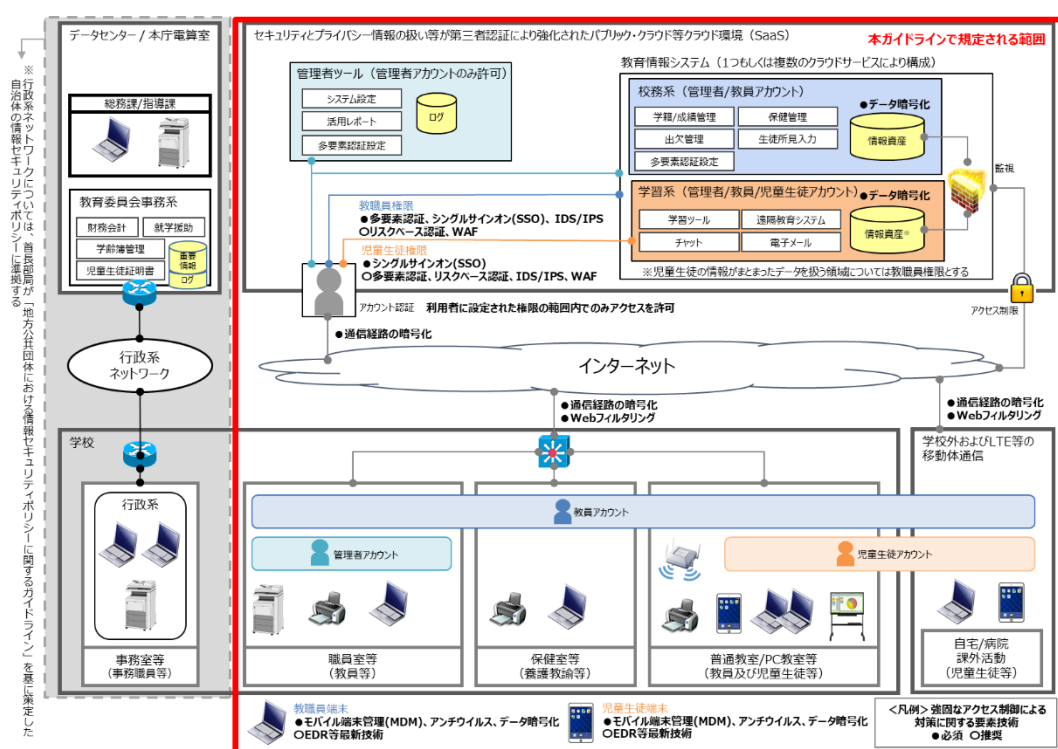 データセンター / 本庁電算室
総務課/指導課
教育委員会事務系
財務会計
就学援助
学齢簿管理
児童生徒証明書
重要
情報
ログ
行政系
ネットワーク
※行政系ネットワークについては、首長部局が「地方公共団体における情報セキュリティポリシーに関するガイドライン」を基に策定した
自治体の情報セキュリティポリシーに準拠する
セキュリティとプライバシー情報の扱い等が第三者認証により強化されたパブリック・クラウド等クラウド環境（SaaS）
本ガイドラインで規定される範囲
管理者ツール（管理者アカウントのみ許可）
システム設定
活用レポート
多要素認証設定
ログ
教育情報システム（1つもしくは複数のクラウドサービスにより構成）
校務系（管理者/教員アカウント）
●データ暗号化
学籍/成績管理
保健管理
出欠管理
生徒所見入力
多要素認証設定
情報資産
学習系（管理者/教員/児童生徒アカウント）
●データ暗号化
学習ツール
遠隔教育システム
チャット
電子メール
情報資産※
※児童生徒の情報がまとまったデータを扱う領域については教職員権限とする
監視
教職員権限
●多要素認証、シングルサインオン(SSO)、IDS/IPS
〇リスクベース認証、WAF
児童生徒権限
●シングルサインオン(SSO)
〇多要素認証、リスクベース認証、IDS/IPS、WAF
アカウント認証
利用者に設定された権限の範囲内でのみアクセスを許可
アクセス制限
●通信経路の暗号化
インターネット
●通信経路の暗号化
●Webフィルタリング
●通信経路の暗号化
●Webフィルタリング
学校
学校外およびLTE等の
移動体通信
行政系
教員アカウント
管理者アカウント
児童生徒アカウント
事務室等
（事務職員等）
職員室等
（教員等）
保健室等
（養護教諭等）
普通教室/PC教室等
（教員及び児童生徒等）
自宅/病院
課外活動
（児童生徒等）
教職員端末
●モバイル端末管理(MDM)、アンチウイルス、データ暗号化
〇EDR等最新技術
児童生徒端末
●モバイル端末管理(MDM)、アンチウイルス、データ暗号化
〇EDR等最新技術
＜凡例＞強固なアクセス制御による
対策に関する要素技術
●必須 〇推奨